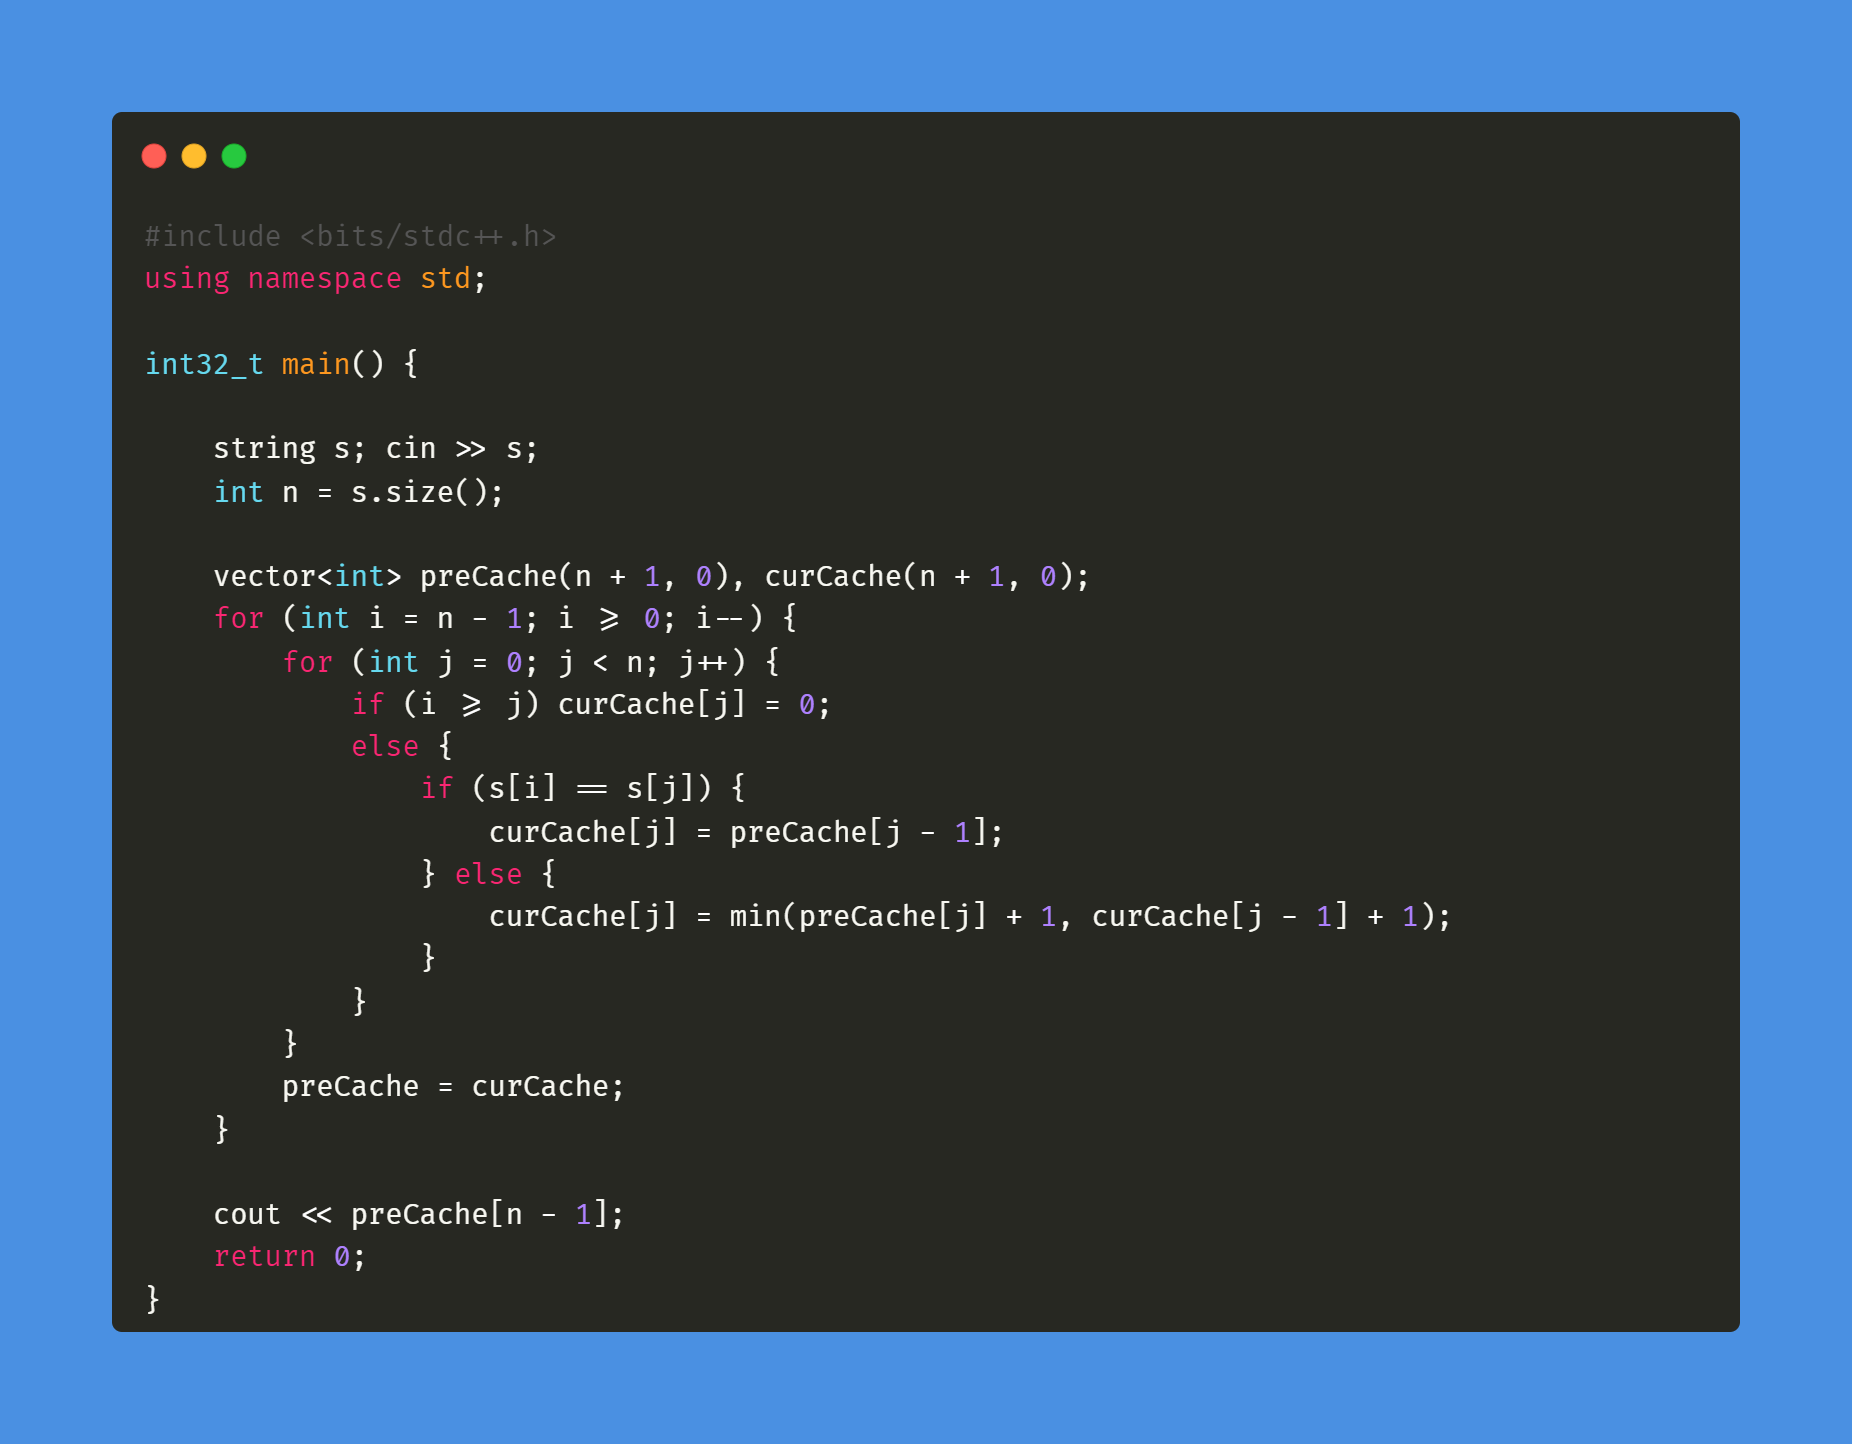 #include <bits/stdc++.h>
using namespace std;
int32_t main() {
string s; cin >> s;
int n = s.size();
vector<int> preCache(n + 1, 0), curCache(n + 1, 0);
for (int i = n - 1; i >= 0; i--) {
for (int j = 0; j < n; j++) {
if (i >= j) curCache[j] = 0;
else {
if (s[i] == s[j]) {
curCache[j] = preCache[j - 1];
} else {
curCache[j] = min(preCache[j] + 1, curCache[j - 1] + 1);
}
}
}
preCache = curCache;
}
cout << preCache[n - 1];
return 0;
}